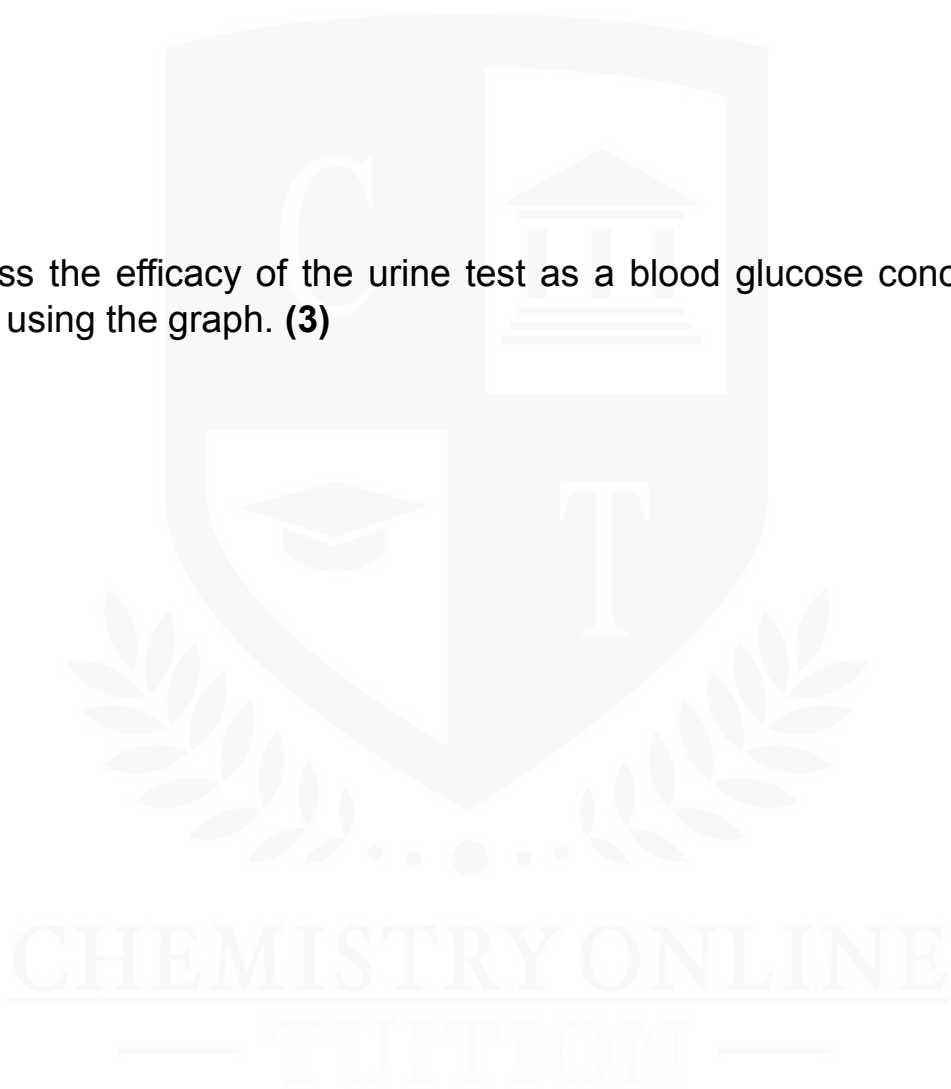 ss the efficacy of the urine test as a blood glucose conc
using the graph. (3)
C
T
CHEMISTRY ONLINE
TUITION